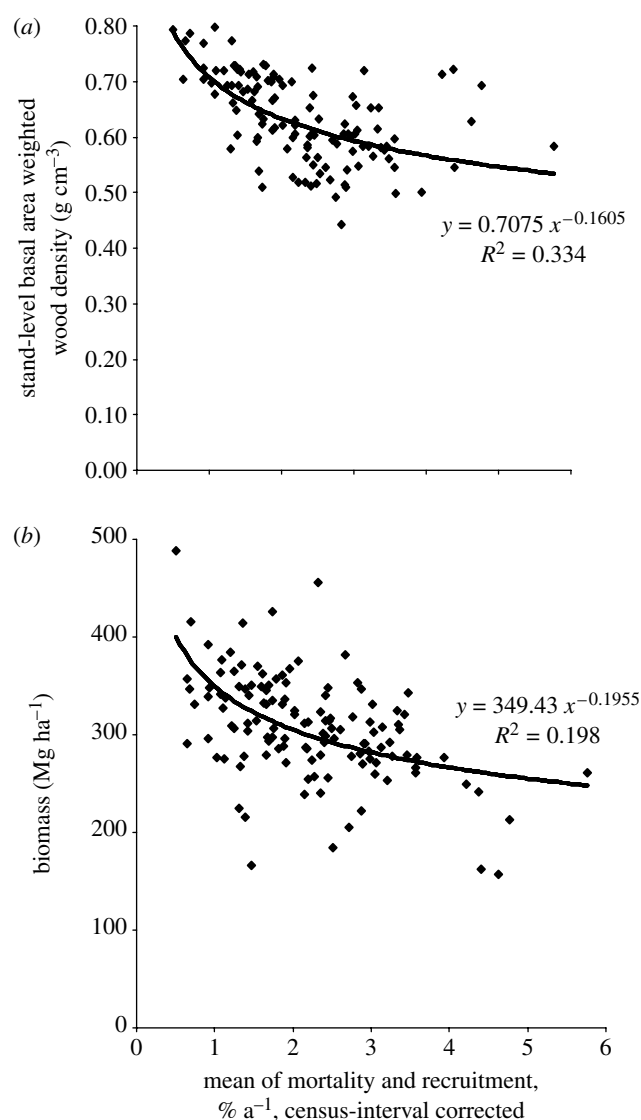 (a)
0.80
0.70
0.60
0.50
0.40
0.30
0.20
0.10
0.00
stand-level basal area weighted
wood density (g cm⁻³)
y = 0.7075 x⁻⁰·¹⁶⁰⁵
R² = 0.334
(b)
500
400
300
200
100
0
biomass (Mg ha⁻¹)
y = 349.43 x⁻⁰·¹⁹⁵⁵
R² = 0.198
0 1 2 3 4 5 6
mean of mortality and recruitment,
% a⁻¹, census-interval corrected